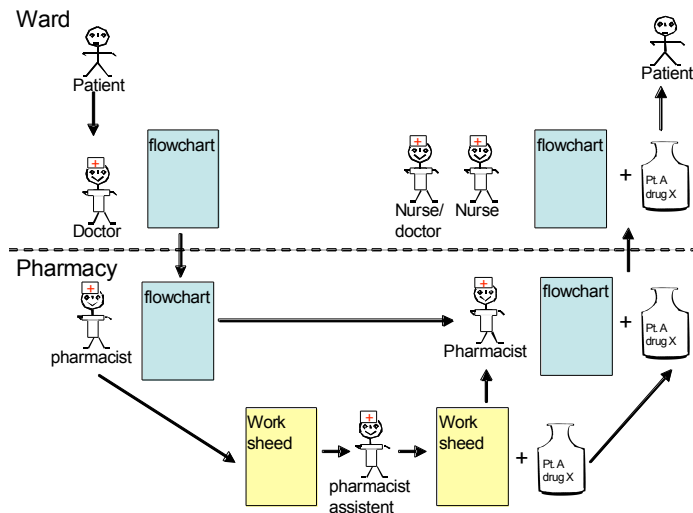 Ward
Patient
Patient
flowchart
flowchart
Pt. A
drug X
+
Doctor
Nurse/
doctor
Nurse
Pharmacy
flowchart
flowchart
Pt. A
drug X
+
pharmacist
Pharmacist
Work
sheed
Work
sheed
+
Pt. A
drug X
pharmacist
assistent